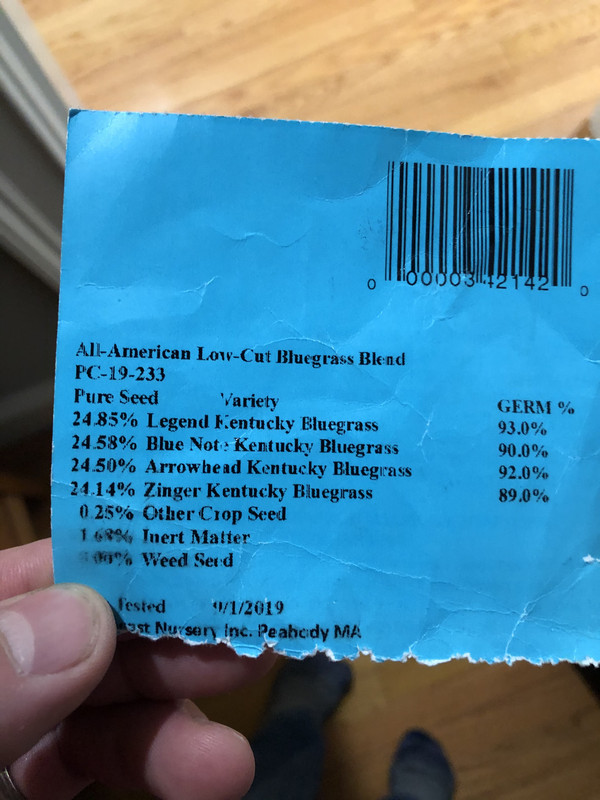 0 00003 42142 0
All-American Low-Cut Bluegrass Blend
PC-19-233
Pure Seed Variety GERM %
24.85% Legend Kentucky Bluegrass 93.0%
24.58% Blue Note Kentucky Bluegrass 90.0%
24.50% Arrowhead Kentucky Bluegrass 92.0%
24.14% Zinger Kentucky Bluegrass 89.0%
0.25% Other Crop Seed
1.68% Inert Matter
Weed Seed
Tested 9/1/2019
Nursery Inc. Peabody MA